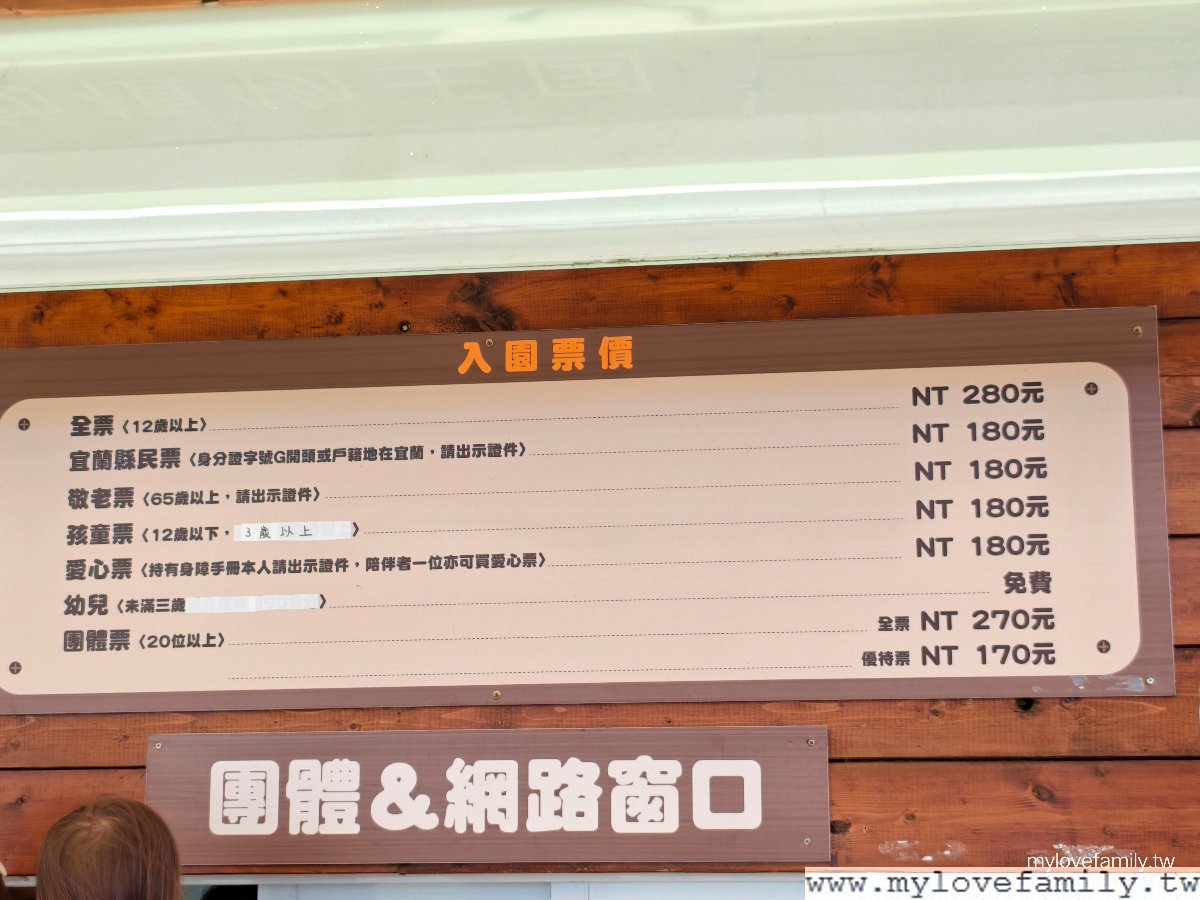 入園票價
全票〈12歲以上〉 NT 280元
宜蘭縣民票〈身分證字號G開頭或戶籍地在宜蘭,請出示證件〉 NT 180元
敬老票〈65歲以上,請出示證件〉 NT 180元
孩童票〈12歲以下,3歲以上〉 NT 180元
愛心票〈持有身障手冊本人請出示證件,陪伴者一位亦可買愛心票〉 NT 180元
幼兒〈未滿三歲〉 免費
團體票〈20位以上〉 全票 NT 270元
優待票 NT 170元
團體&網路窗口
mylovefamily.tw
www.mylovefamily.tw